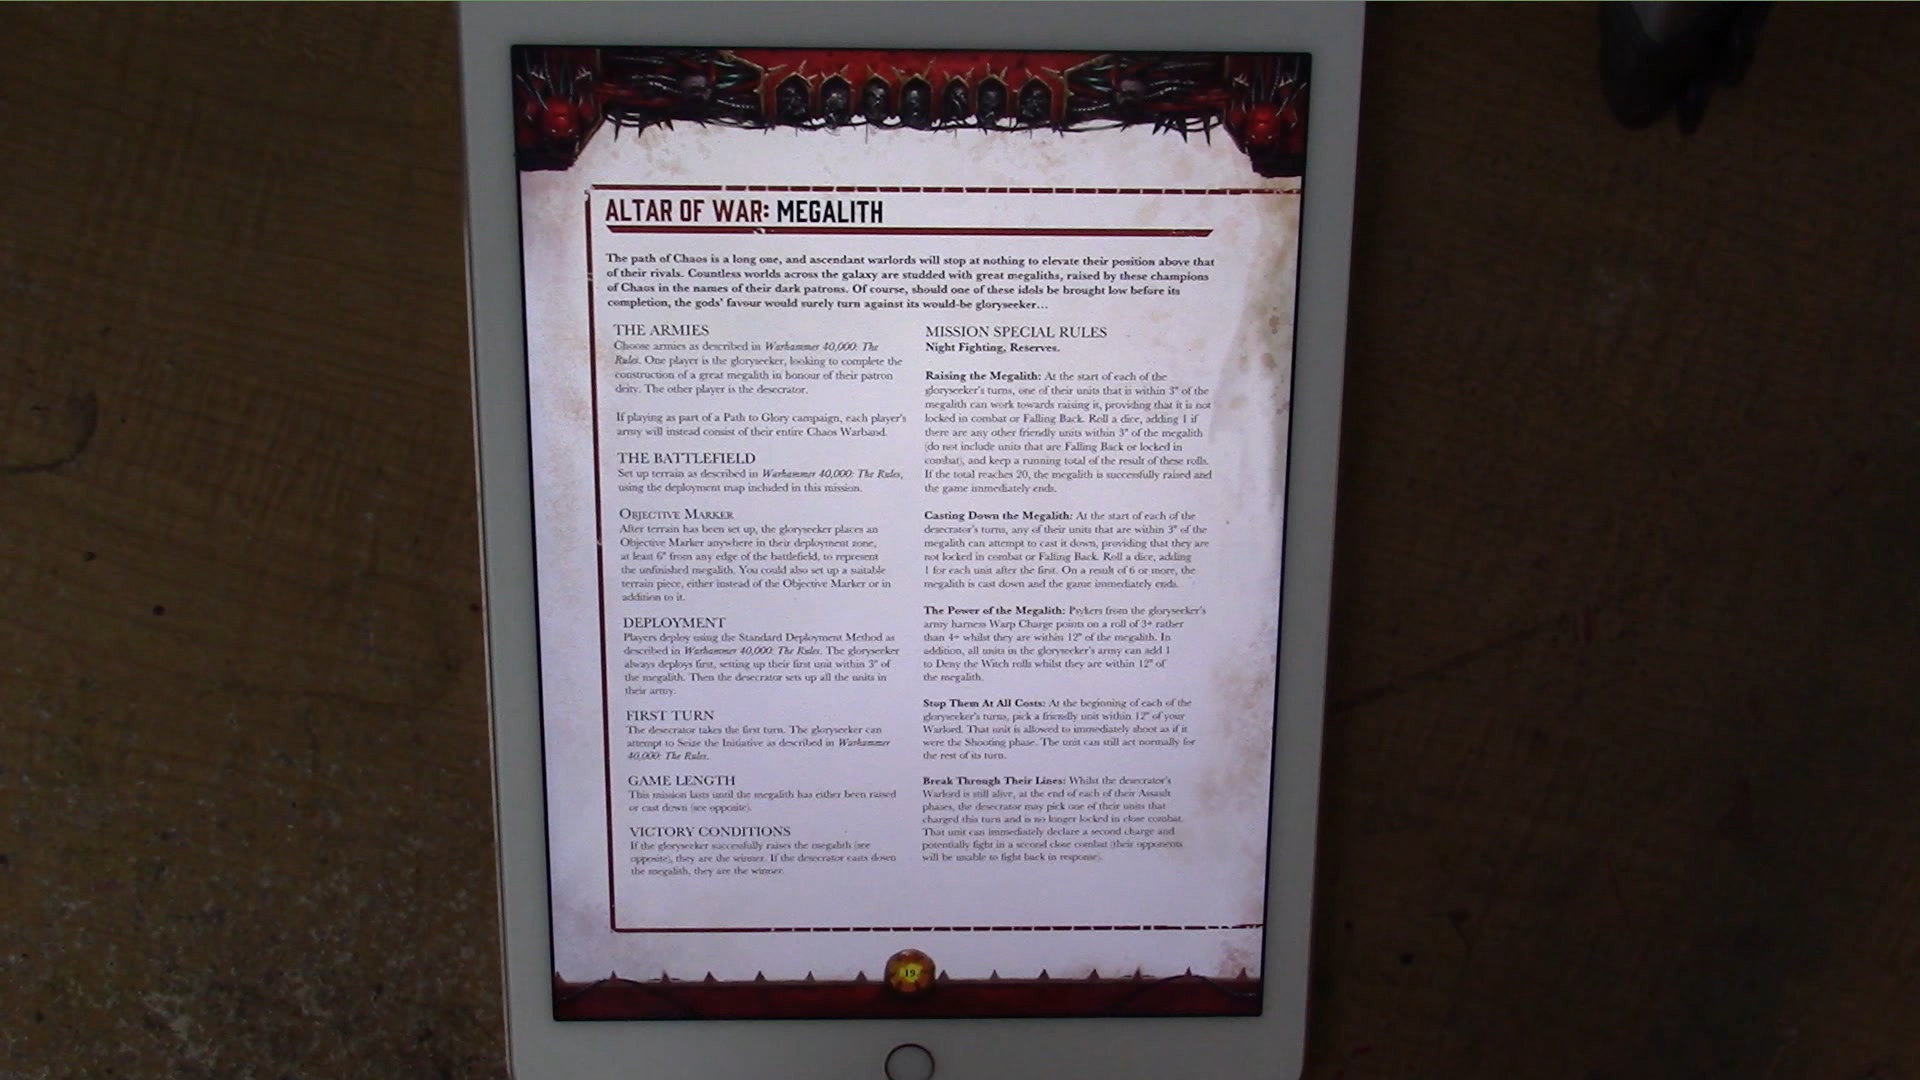 ALTAR OF WAR: MEGALITH
The path of Chaos is a long one, and ascendant warlords will stop at nothing to elevate their position above that
of their rivals. Countless worlds across the galaxy are studded with great megaliths, raised by these champions
of Chaos in the names of their dark patrons. Of course, should one of these idols be brought low before its
completion, the gods' favour would surely turn against its would-be gloryseeker...
THE ARMIES
Choose armies as described in Warhammer 40,000: The
Rules. One player is the gloryseeker, looking to complete the
construction of a great megalith in honour of their patron
deity. The other player is the desecrator.
If playing as part of a Path to Glory campaign, each player's
army will instead consist of their entire Chaos Warband.
THE BATTLEFIELD
Set up terrain as described in Warhammer 40,000: The Rules,
using the deployment map included in this mission.
OBJECTIVE MARKER
After terrain has been set up, the gloryseeker places an
Objective Marker anywhere in their deployment zone,
at least 6" from any edge of the battlefield, to represent
the unfinished megalith. You could also set up a suitable
terrain piece, either instead of the Objective Marker or in
addition to it.
DEPLOYMENT
Players deploy using the Standard Deployment Method as
described in Warhammer 40,000: The Rules. The gloryseeker
always deploys first, setting up their first unit within 3" of
the megalith. Then the desecrator sets up all the units in
their army.
FIRST TURN
The desecrator takes the first turn. The gloryseeker can
attempt to Seize the Initiative as described in Warhammer
40,000: The Rules.
GAME LENGTH
This mission lasts until the megalith has either been raised
or cast down (see opposite).
VICTORY CONDITIONS
If the gloryseeker successfully raises the megalith (see
opposite), they are the winner. If the desecrator casts down
the megalith, they are the winner.
MISSION SPECIAL RULES
Night Fighting, Reserves.
Raising the Megalith: At the start of each of the
gloryseeker's turns, one of their units that is within 3" of the
megalith can work towards raising it, providing that it is not
locked in combat or Falling Back. Roll a dice, adding 1 if
there are any other friendly units within 3" of the megalith
(do not include units that are Falling Back or locked in
combat), and keep a running total of the result of these rolls.
If the total reaches 20, the megalith is successfully raised and
the game immediately ends.
Casting Down the Megalith: At the start of each of the
desecrator's turns, any of their units that are within 3" of the
megalith can attempt to cast it down, providing that they are
not locked in combat or Falling Back. Roll a dice, adding
1 for each unit after the first. On a result of 6 or more, the
megalith is cast down and the game immediately ends.
The Power of the Megalith: Psykers from the gloryseeker's
army harness Warp Charge points on a roll of 3+ rather
than 4+ whilst they are within 12" of the megalith. In
addition, all units in the gloryseeker's army can add 1
to Deny the Witch rolls whilst they are within 12" of
the megalith.
Stop Them At All Costs: At the beginning of each of the
gloryseeker's turns, pick a friendly unit within 12" of your
Warlord. That unit is allowed to immediately shoot as if it
were the Shooting phase. The unit can still act normally for
the rest of its turn.
Break Through Their Lines: Whilst the desecrator's
Warlord is still alive, at the end of each of their Assault
phases, the desecrator may pick one of their units that
charged this turn and is no longer locked in close combat.
That unit can immediately declare a second charge and
potentially fight in a second close combat (their opponents
will be unable to fight back in response).
19